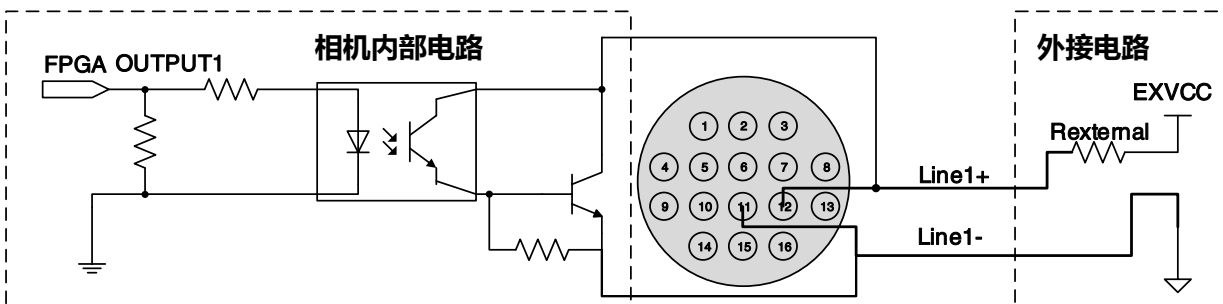 相机内部电路
外接电路
FPGA OUTPUT1
EXVCC
Rexternal
1 2 3
4 5 6 7 8
Line1+
9 10 11 12 13
Line1-
14 15 16